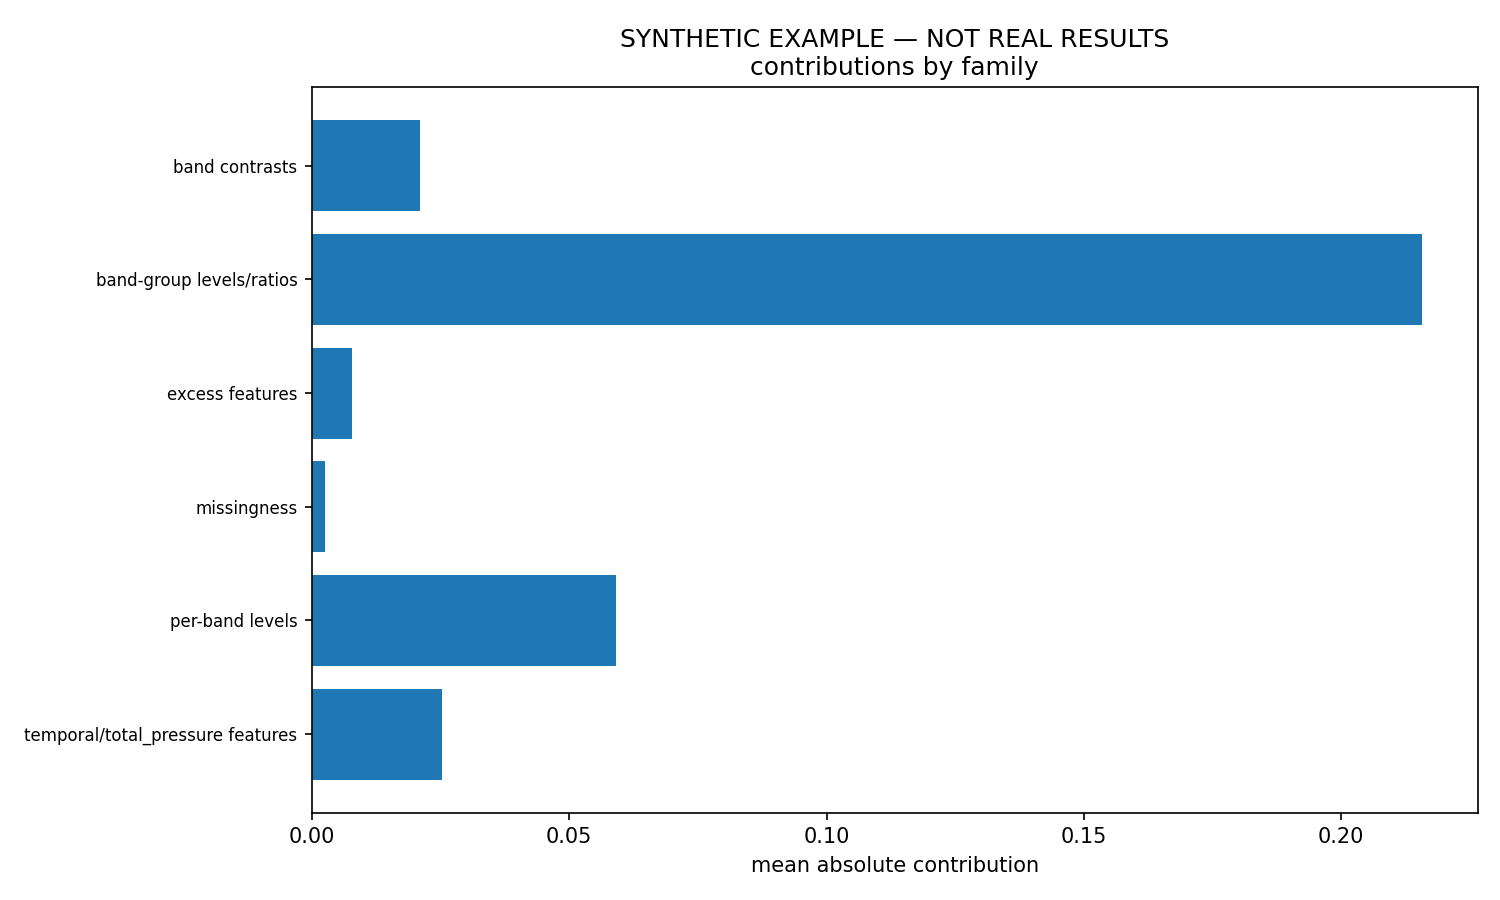 SYNTHETIC EXAMPLE — NOT REAL RESULTS
contributions by family
band contrasts
band-group levels/ratios
excess features
missingness
per-band levels
temporal/total_pressure features
0.00 0.05 0.10 0.15 0.20
mean absolute contribution